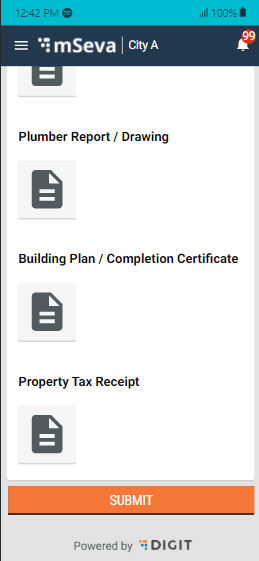 12:42 PM 100%
mSeva City A 99
Plumber Report / Drawing
Building Plan / Completion Certificate
Property Tax Receipt
SUBMIT
Powered by DIGIT